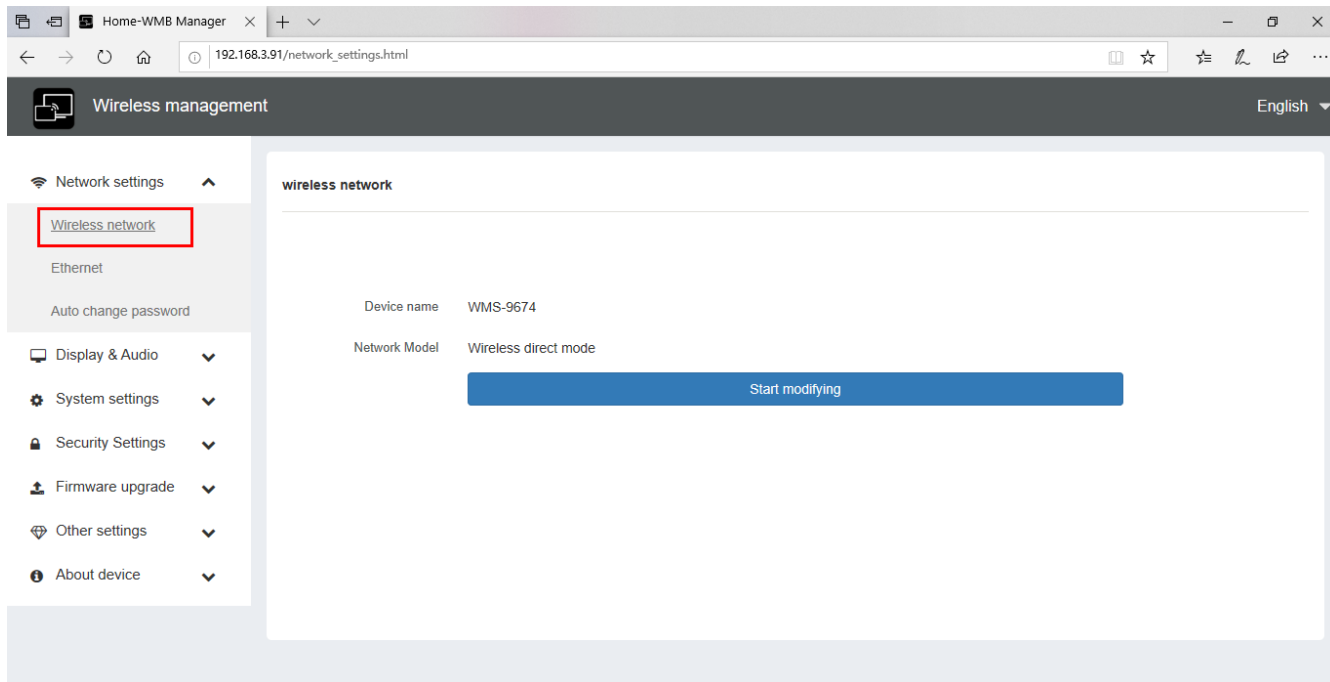 Home-WMB Manager
192.168.3.91/network_settings.html
Wireless management
English
Network settings
Wireless network
Ethernet
Auto change password
Display & Audio
System settings
Security Settings
Firmware upgrade
Other settings
About device
wireless network
Device name WMS-9674
Network Model Wireless direct mode
Start modifying